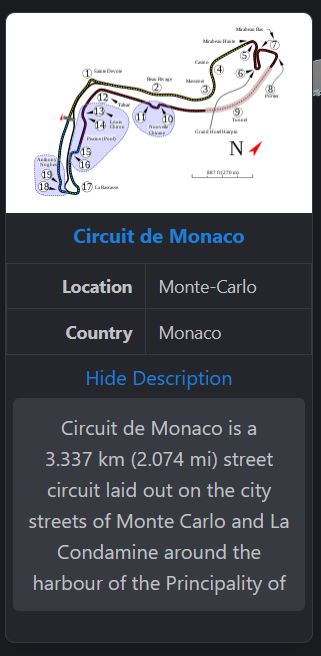 Mirabeau Bas
Mirabeau Haute
7
5
Casino
4
6
1
Sainte Devote
Beau Rivage
2
Massenet
3
8
Portier
12
Tabac
13
Louis
Chiron
14
11
10
Nouvelle
Chicane
9
Tunnel
Grand Hotel Hairpin
Piscine (Pool)
N
15
16
Anthony
Noghes
19
18
17
La Rascasse
887 ft (270 m)
Circuit de Monaco
Location Monte-Carlo
Country Monaco
Hide Description
Circuit de Monaco is a
3.337 km (2.074 mi) street
circuit laid out on the city
streets of Monte Carlo and La
Condamine around the
harbour of the Principality of